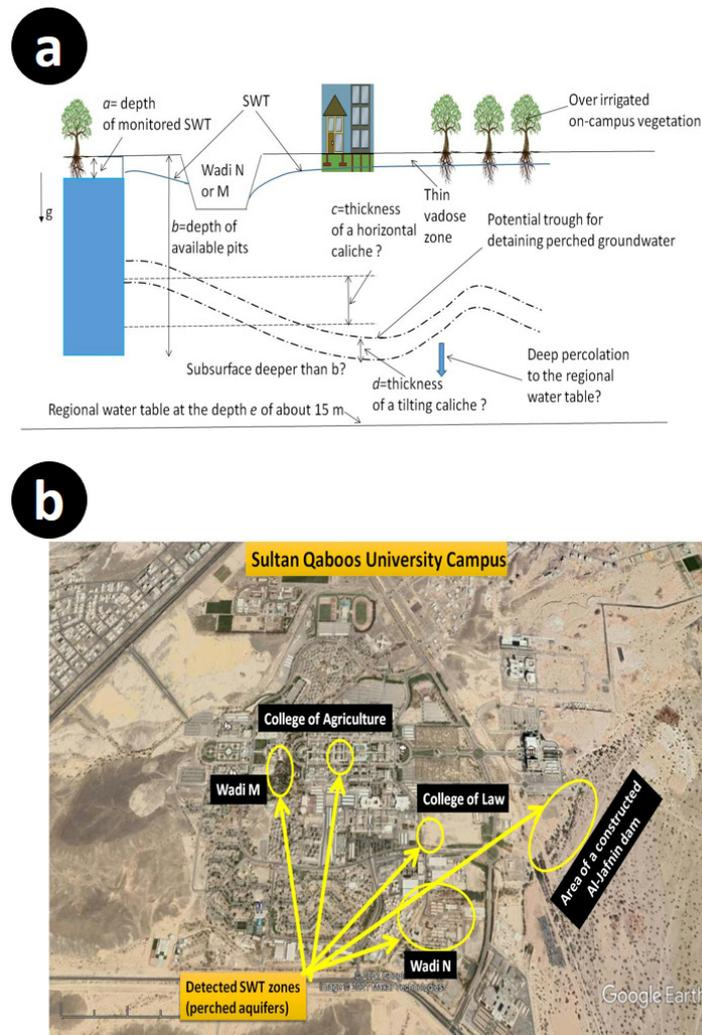 a
a= depth
of monitored SWT
SWT
Over irrigated
on-campus vegetation
Wadi N
or M
g
b=depth of
available pits
c=thickness
of a horizontal
caliche ?
Thin
vadose
zone
Potential trough for
detaining perched groundwater
Subsurface deeper than b?
d=thickness
of a tilting caliche ?
Deep percolation
to the regional
water table?
Regional water table at the depth e of about 15 m
b
Sultan Qaboos University Campus
College of Agriculture
Wadi M
College of Law
Area of a constructed
Al-Jafnin dam
Wadi N
Detected SWT zones
(perched aquifers)
Google Earth